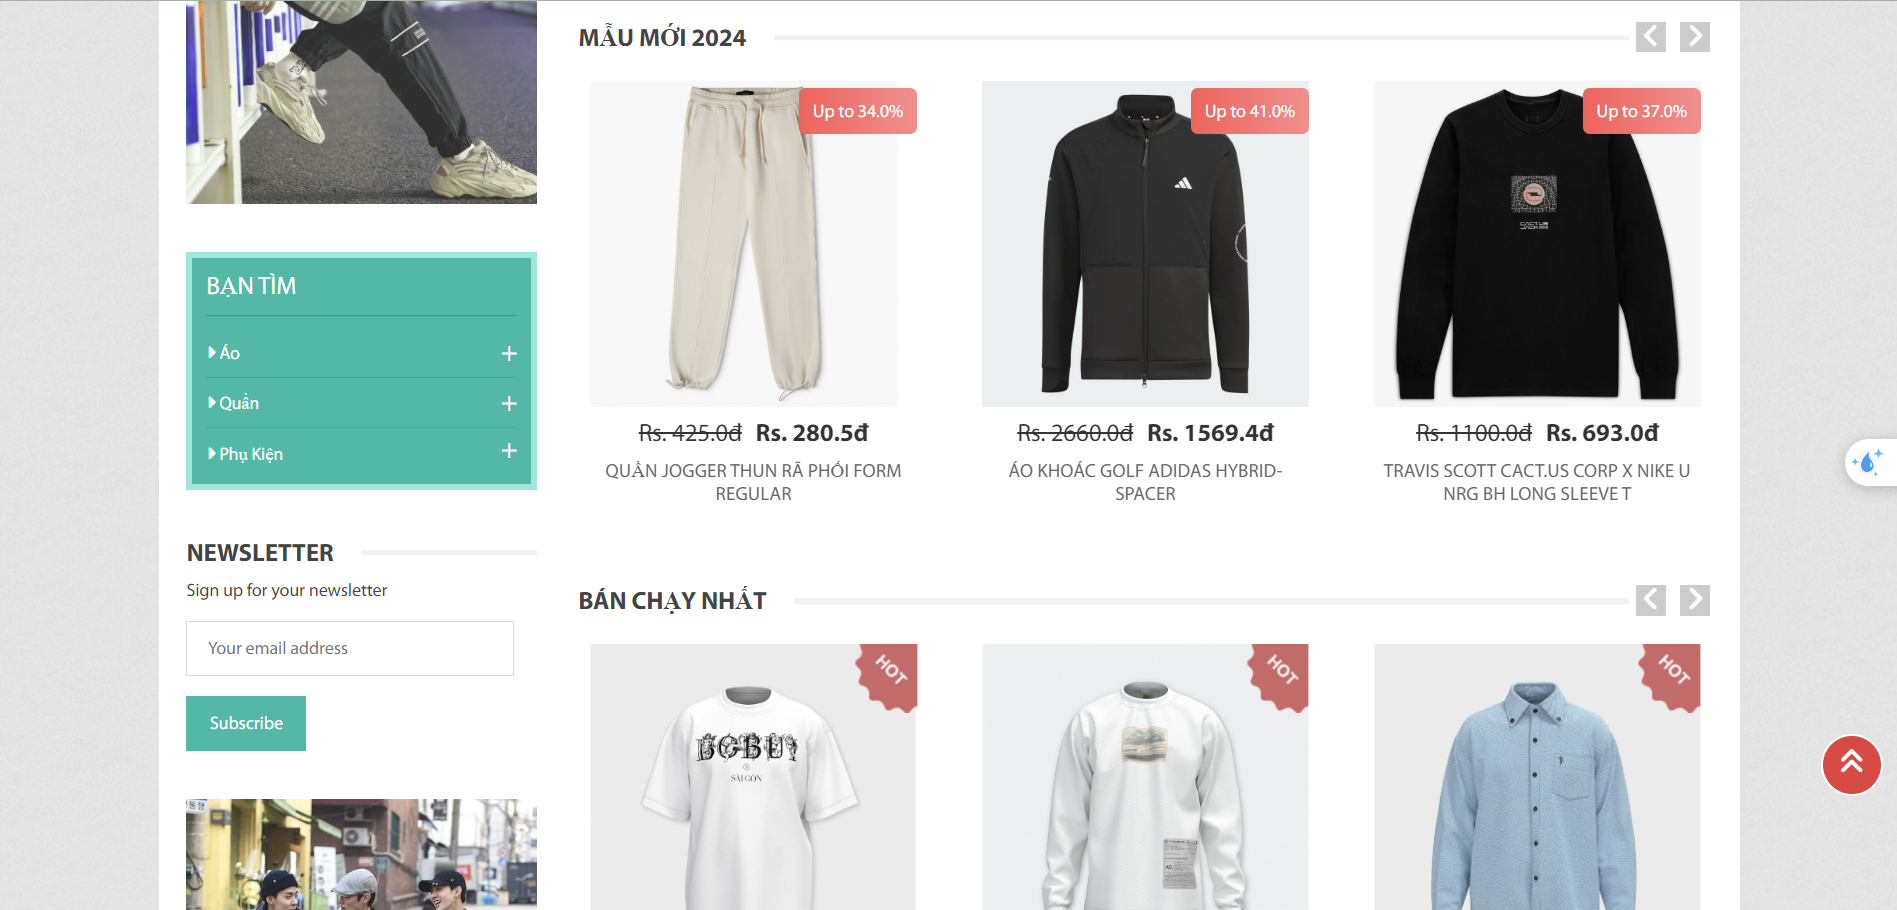 MẪU MỚI 2024
Up to 34.0%
Up to 41.0%
Up to 37.0%
CACT.US
JACK
Rs. 425.0đ Rs. 280.5đ
Rs. 2660.0đ Rs. 1569.4đ
Rs. 1100.0đ Rs. 693.0đ
QUẦN JOGGER THUN RÃ PHỐI FORM
REGULAR
ÁO KHOÁC GOLF ADIDAS HYBRID-
SPACER
TRAVIS SCOTT CACT.US CORP X NIKE U
NRG BH LONG SLEEVE T
BẠN TÌM
Áo
Quần
Phụ Kiện
NEWSLETTER
Sign up for your newsletter
Your email address
Subscribe
BÁN CHẠY NHẤT
HOT
HOT
HOT
SAIGON